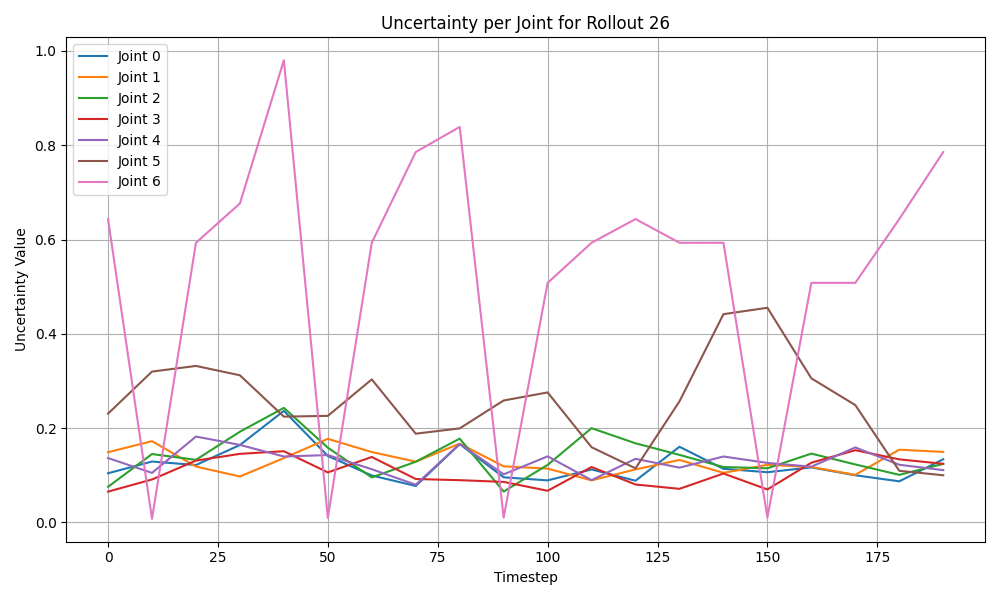 Uncertainty per Joint for Rollout 26
1.0
0.8
0.6
0.4
0.2
0.0
Uncertainty Value
Joint 0
Joint 1
Joint 2
Joint 3
Joint 4
Joint 5
Joint 6
0 25 50 75 100 125 150 175
Timestep